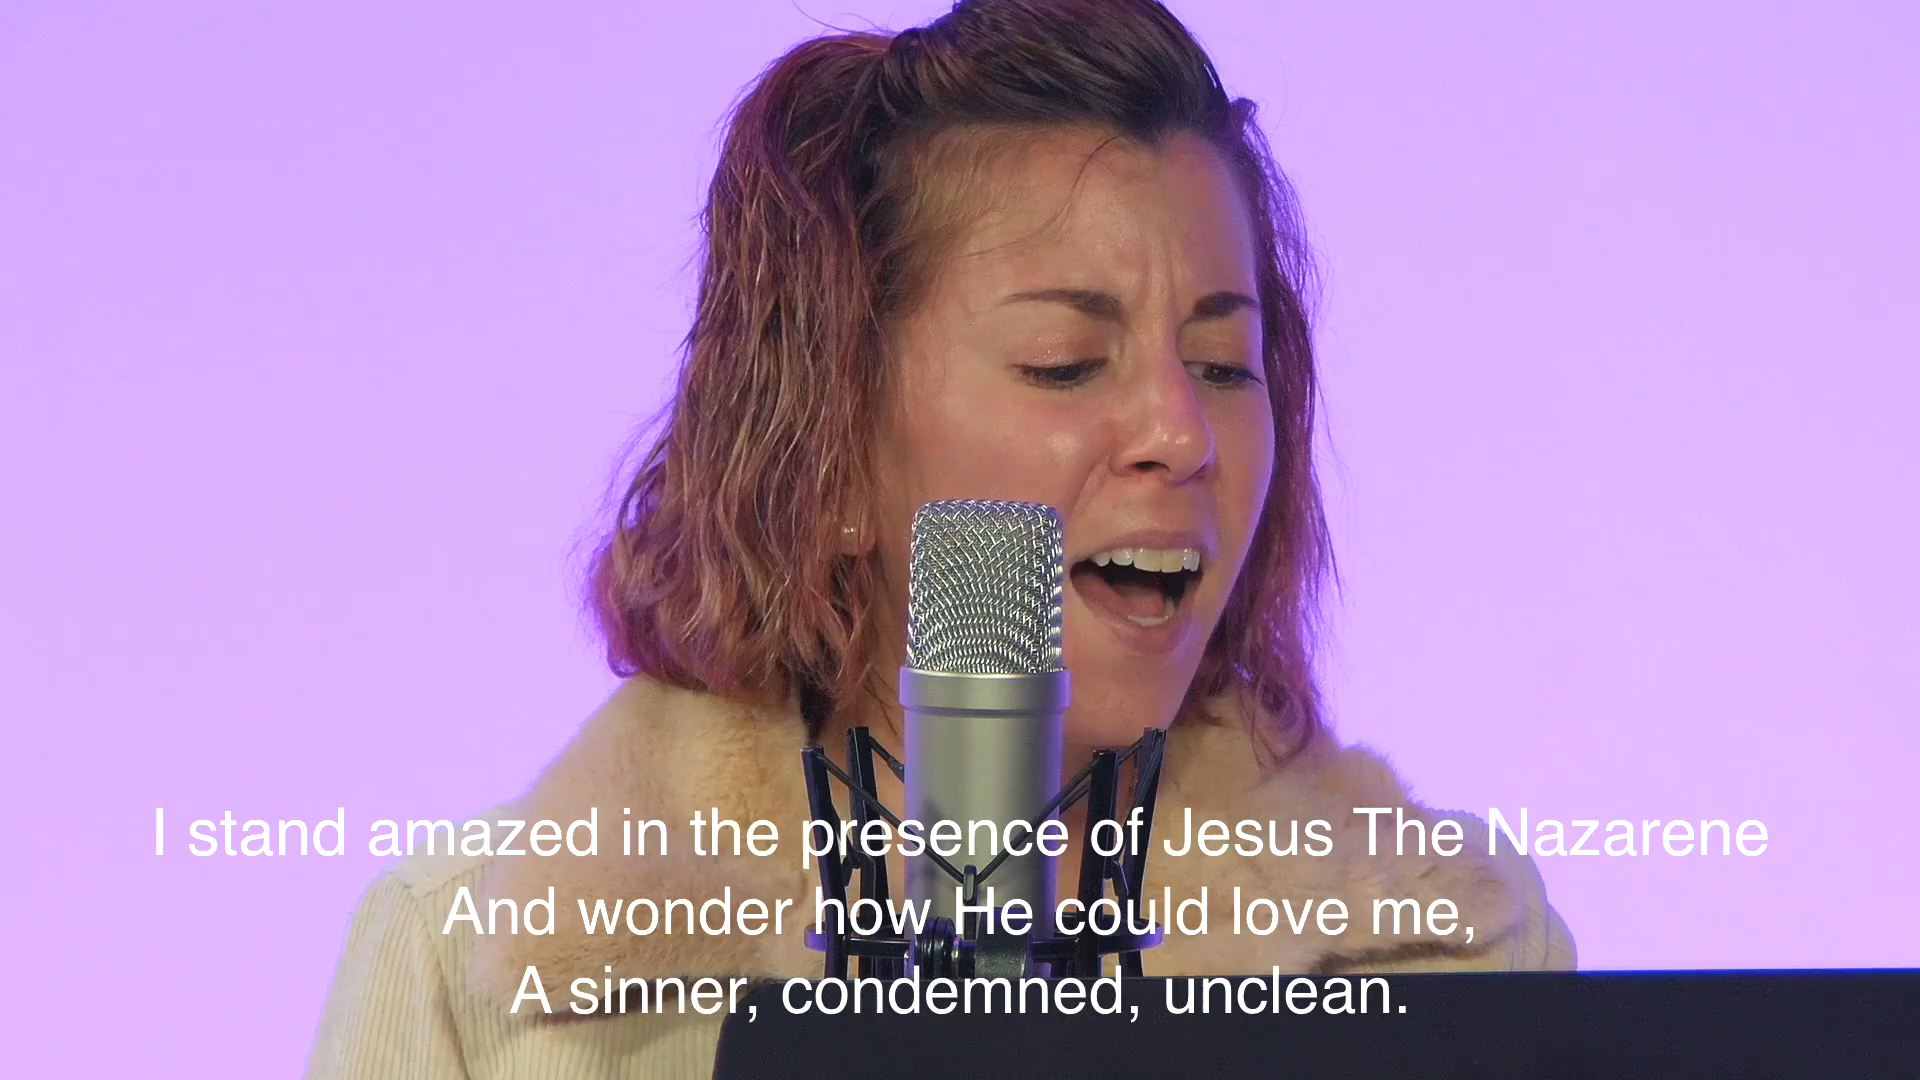 I stand amazed in the presence of Jesus The Nazarene
And wonder how He could love me,
A sinner, condemned, unclean.